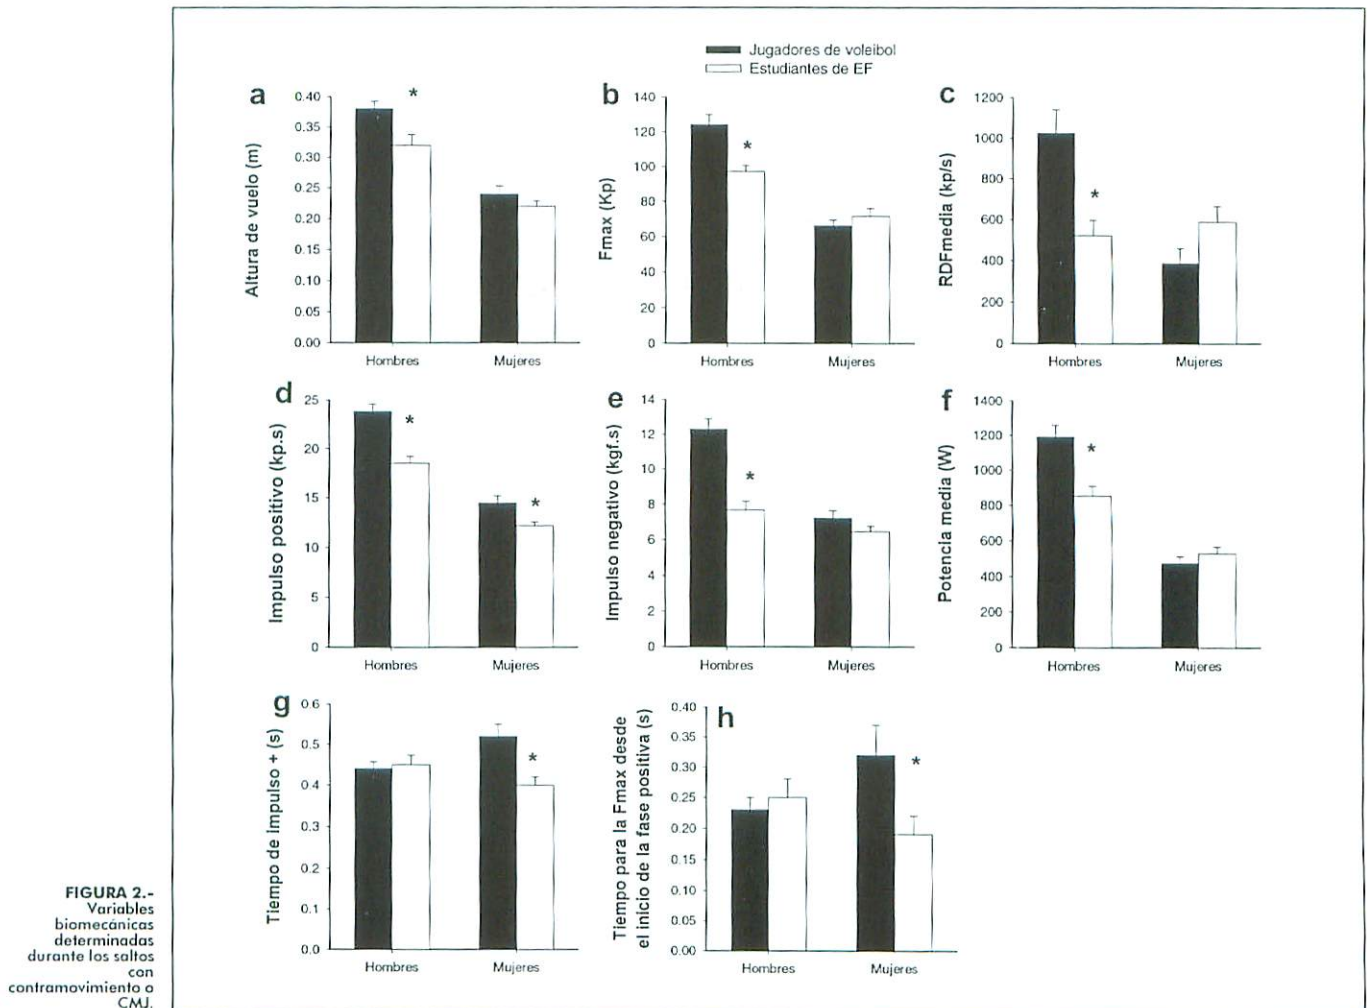 Jugadores de voleibol
Estudiantes de EF
a
Altura de vuelo (m)
0.40
0.35
0.30
0.25
0.20
0.15
0.10
0.05
0.00
*
Hombres
Mujeres
b
Fmax (Kp)
140
120
100
80
60
40
20
0
*
Hombres
Mujeres
c
RDFmedia (kp/s)
1200
1000
800
600
400
200
0
*
Hombres
Mujeres
d
Impulso positivo (kp.s)
25
20
15
10
5
0
*
*
Hombres
Mujeres
e
Impulso negativo (kgf.s)
14
12
10
8
6
4
2
0
*
Hombres
Mujeres
f
Potencia media (W)
1400
1200
1000
800
600
400
200
0
*
Hombres
Mujeres
g
Tiempo de Impulso + (s)
0.6
0.5
0.4
0.3
0.2
0.1
0.0
*
Hombres
Mujeres
h
Tiempo para la Fmax desde
el inicio de la fase positiva (s)
0.40
0.35
0.30
0.25
0.20
0.15
0.10
0.05
0.00
*
Hombres
Mujeres
FIGURA 2.-
Variables
biomecánicas
determinadas
durante los saltos
con
contramovimiento o
CMJ.